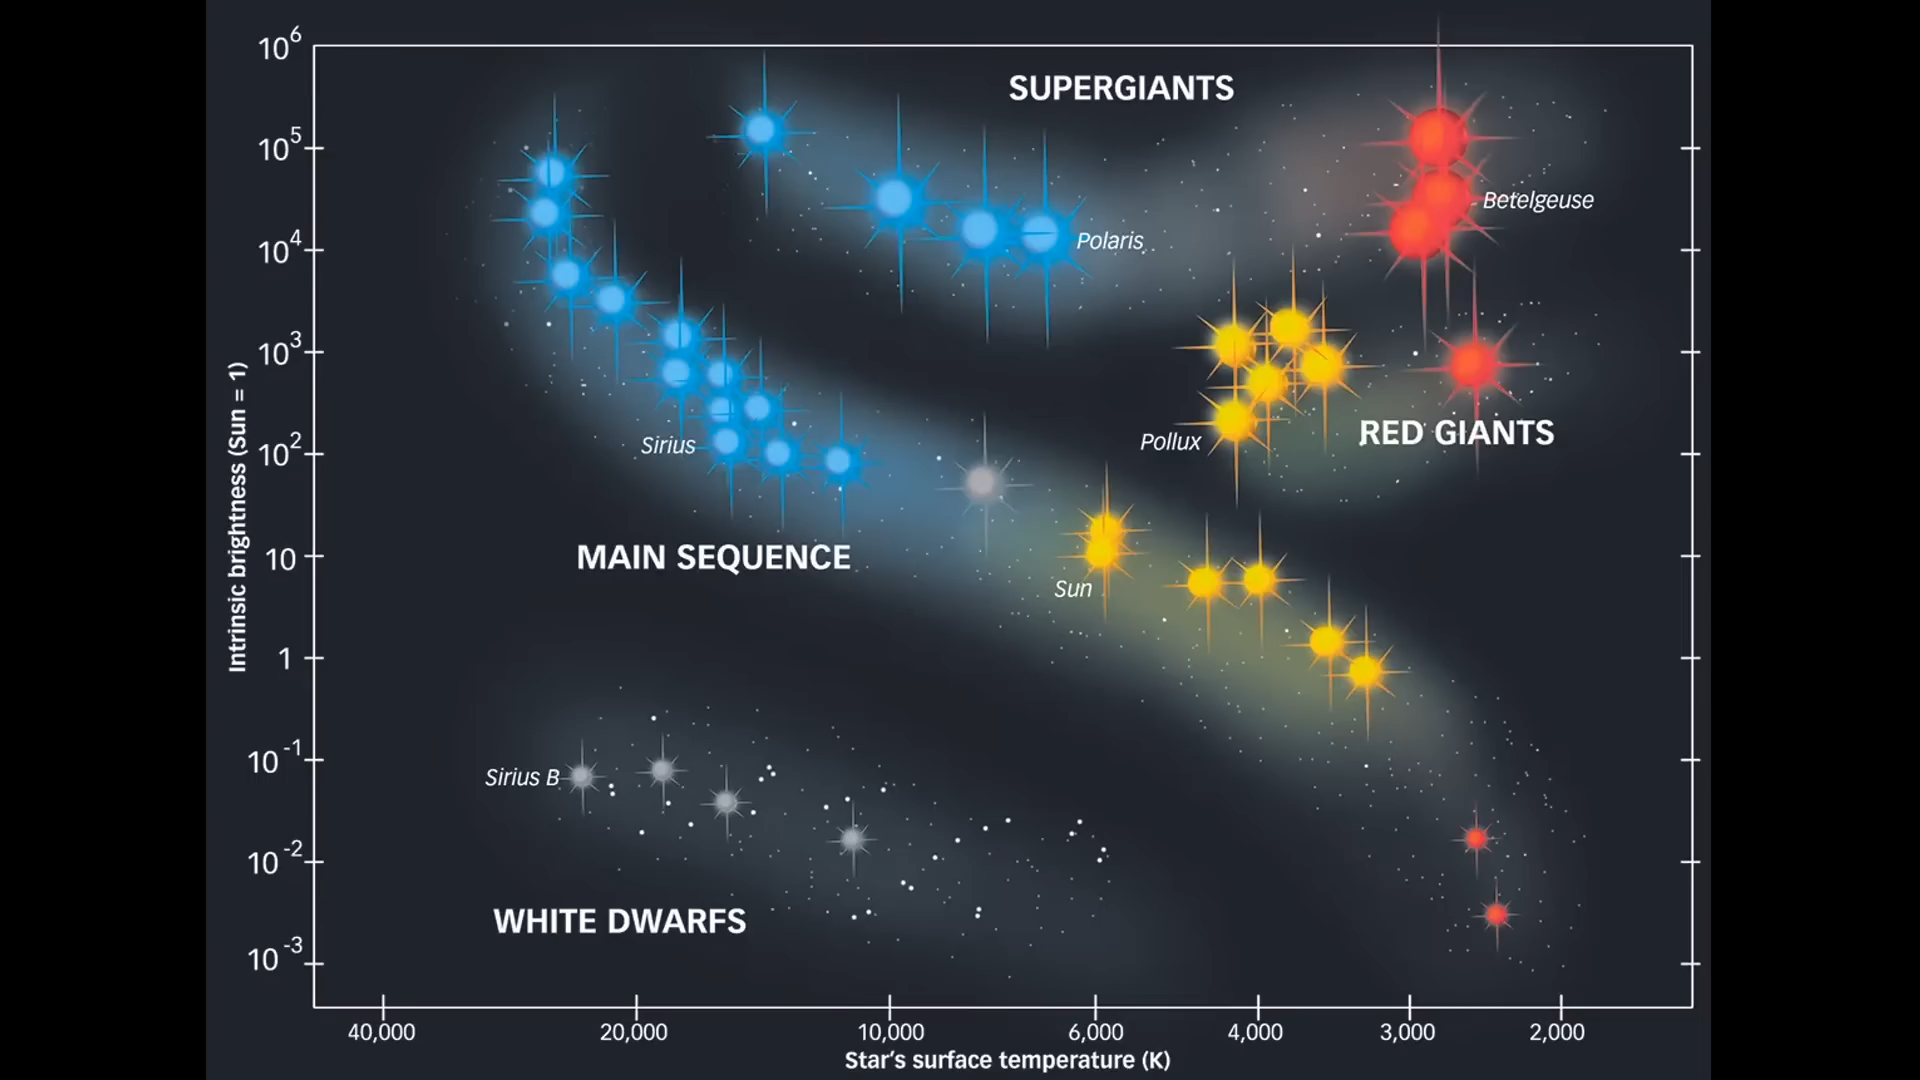 10^6
SUPERGIANTS
10^5
Betelgeuse
10^4
Polaris
10^3
RED GIANTS
Pollux
10^2
Sirius
Intrinsic brightness (Sun = 1)
10
MAIN SEQUENCE
Sun
1
10^-1
Sirius B
10^-2
WHITE DWARFS
10^-3
40,000 20,000 10,000 6,000 4,000 3,000 2,000
Star's surface temperature (K)